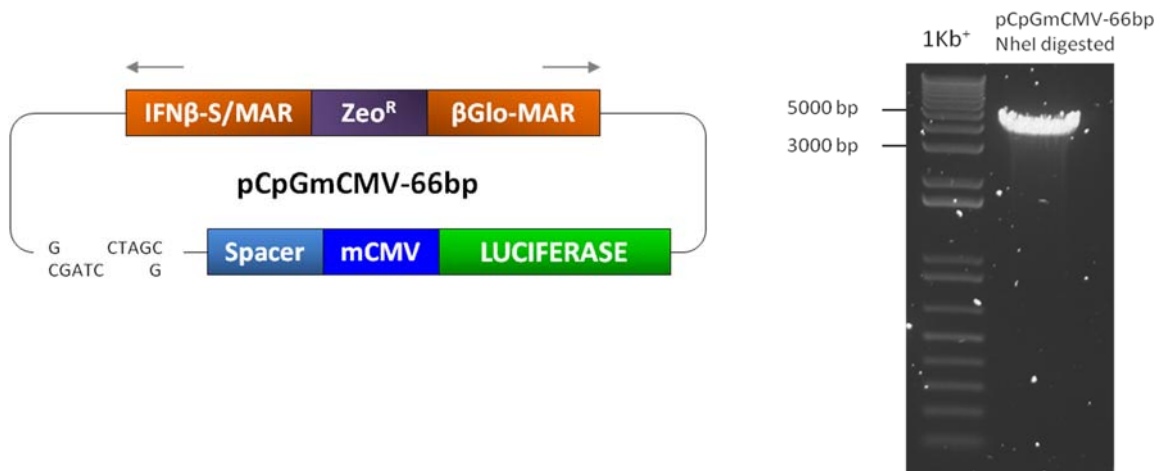 IFNβ-S/MAR Zeo^R βGlo-MAR
pCpGmCMV-66bp
G CTAGC
CGATC G
Spacer mCMV LUCIFERASE
1Kb⁺
pCpGmCMV-66bp
NheI digested
5000 bp
3000 bp